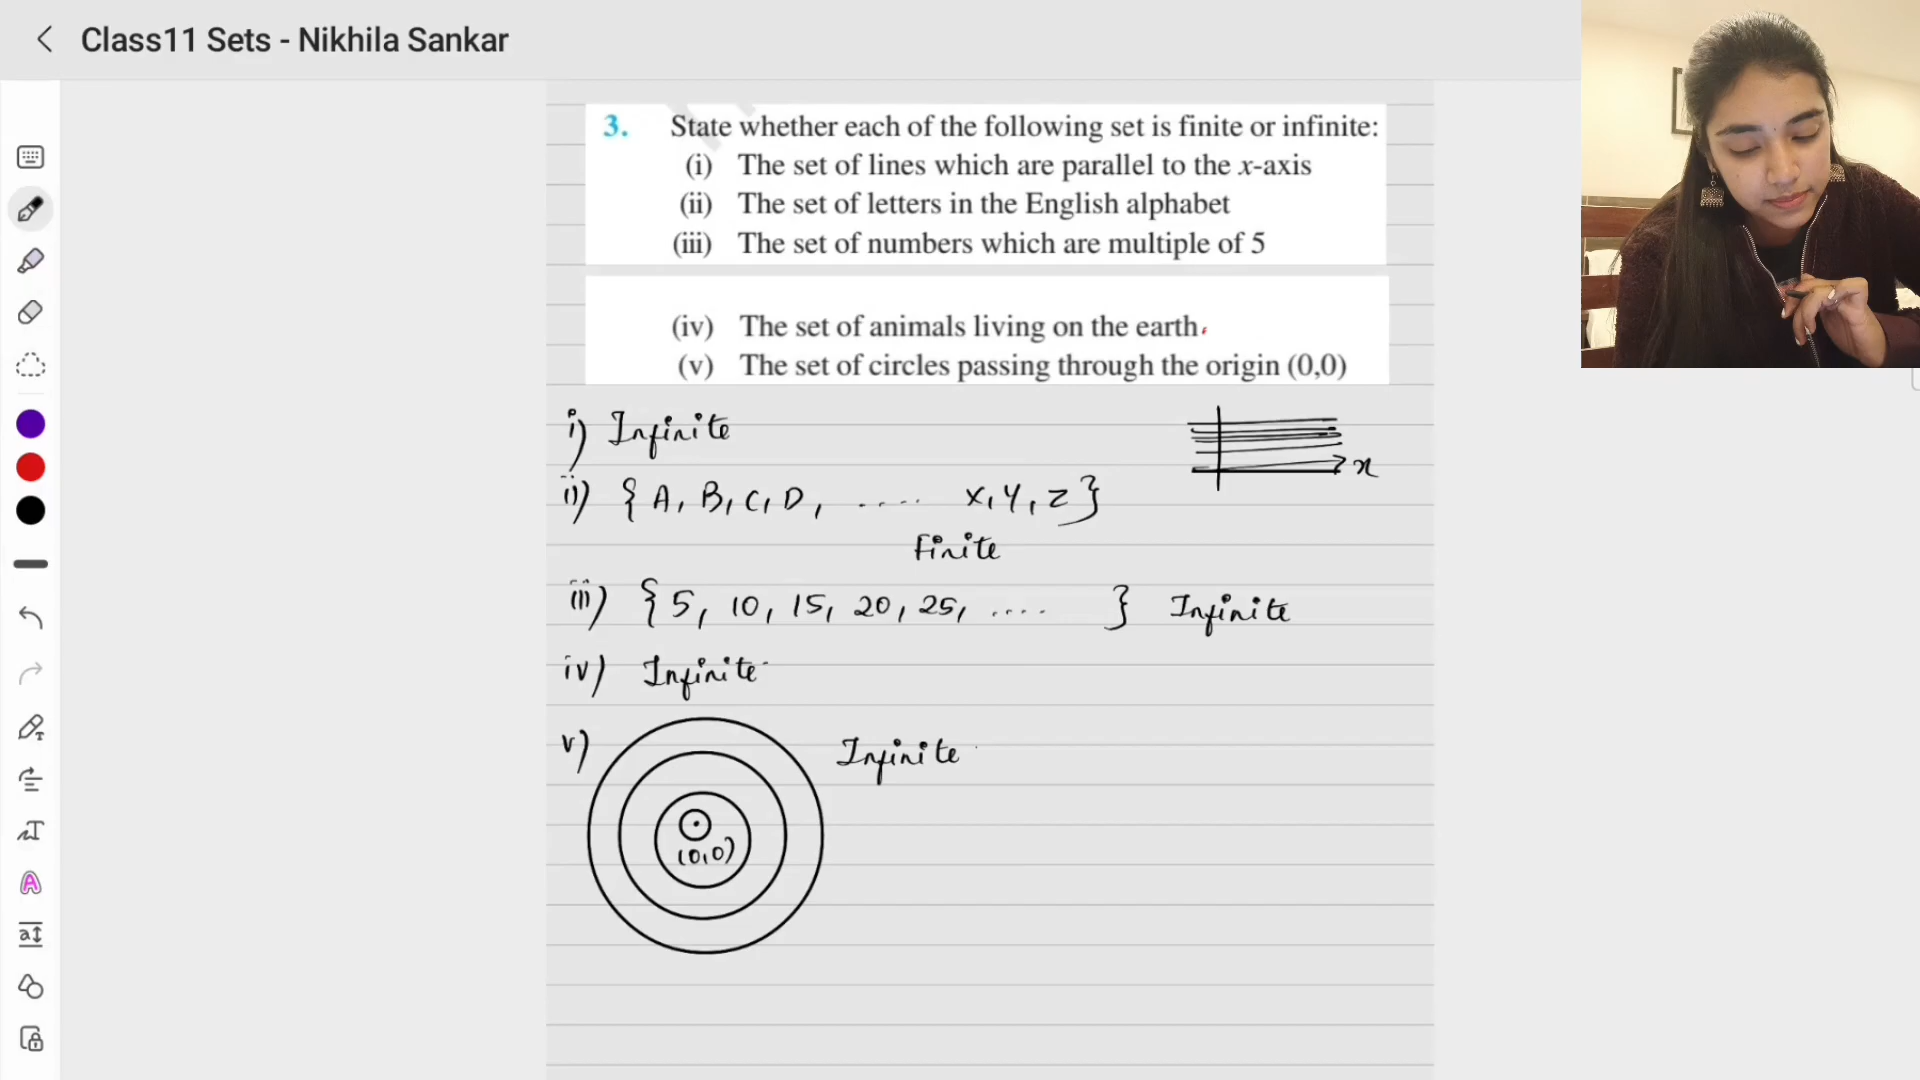 Class11 Sets - Nikhila Sankar
3. State whether each of the following set is finite or infinite:
(i) The set of lines which are parallel to the x-axis
(ii) The set of letters in the English alphabet
(iii) The set of numbers which are multiple of 5
(iv) The set of animals living on the earth
(v) The set of circles passing through the origin (0,0)
i) Infinite
x
ii) { A, B, C, D, ..... X, Y, Z }
Finite
iii) { 5, 10, 15, 20, 25, .... } Infinite
iv) Infinite
v) Infinite
(0,0)